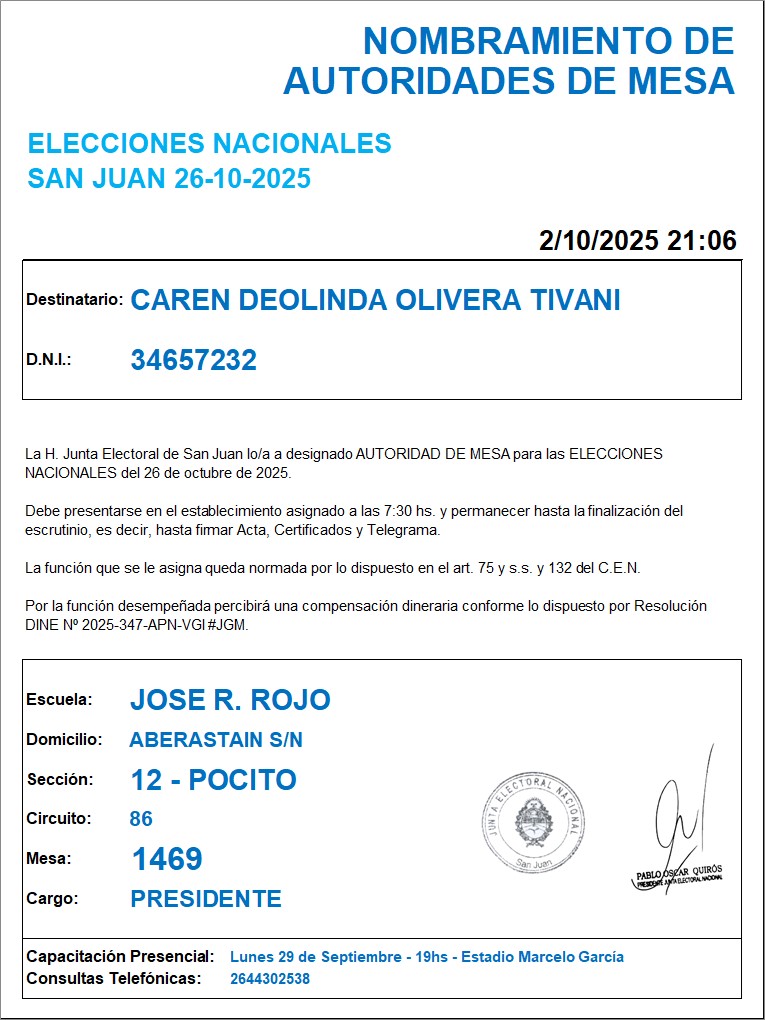 NOMBRAMIENTO DE
AUTORIDADES DE MESA
ELECCIONES NACIONALES
SAN JUAN 26-10-2025
2/10/2025 21:06
Destinatario: CAREN DEOLINDA OLIVERA TIVANI
D.N.I.: 34657232
La H. Junta Electoral de San Juan lo/a a designado AUTORIDAD DE MESA para las ELECCIONES
NACIONALES del 26 de octubre de 2025.
Debe presentarse en el establecimiento asignado a las 7:30 hs. y permanecer hasta la finalización del
escrutinio, es decir, hasta firmar Acta, Certificados y Telegrama.
La función que se le asigna queda normada por lo dispuesto en el art. 75 y s.s. y 132 del C.E.N.
Por la función desempeñada percibirá una compensación dineraria conforme lo dispuesto por Resolución
DINE Nº 2025-347-APN-VGI#JGM.
Escuela: JOSE R. ROJO
Domicilio: ABERASTAIN S/N
Sección: 12 - POCITO
Circuito: 86
Mesa: 1469
Cargo: PRESIDENTE
JUNTA ELECTORAL NACIONAL
San Juan
PABLO OSCAR QUIRÓS
PRESIDENTE JUNTA ELECTORAL NACIONAL
Capacitación Presencial: Lunes 29 de Septiembre - 19hs - Estadio Marcelo García
Consultas Telefónicas: 2644302538